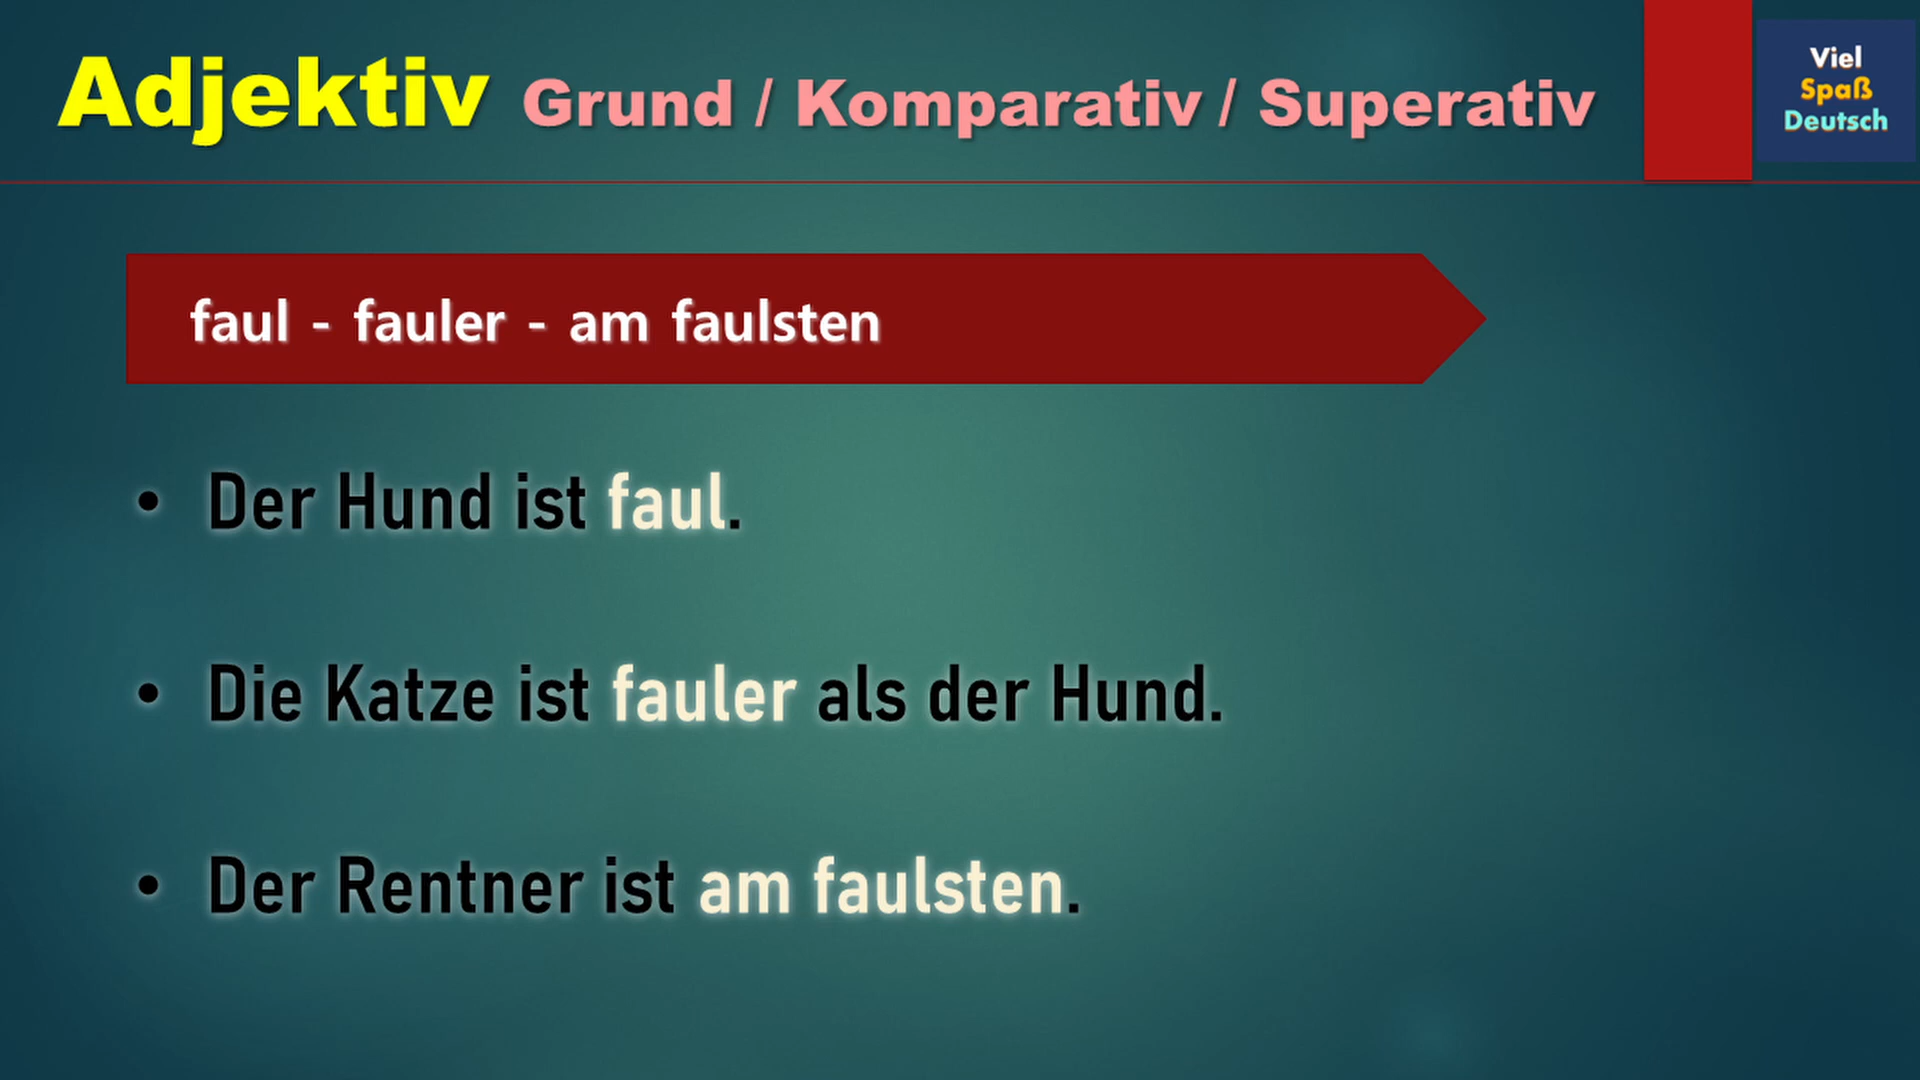 Adjektiv Grund / Komparativ / Superativ
Viel
Spaß
Deutsch
faul - fauler - am faulsten
• Der Hund ist faul.
• Die Katze ist fauler als der Hund.
• Der Rentner ist am faulsten.